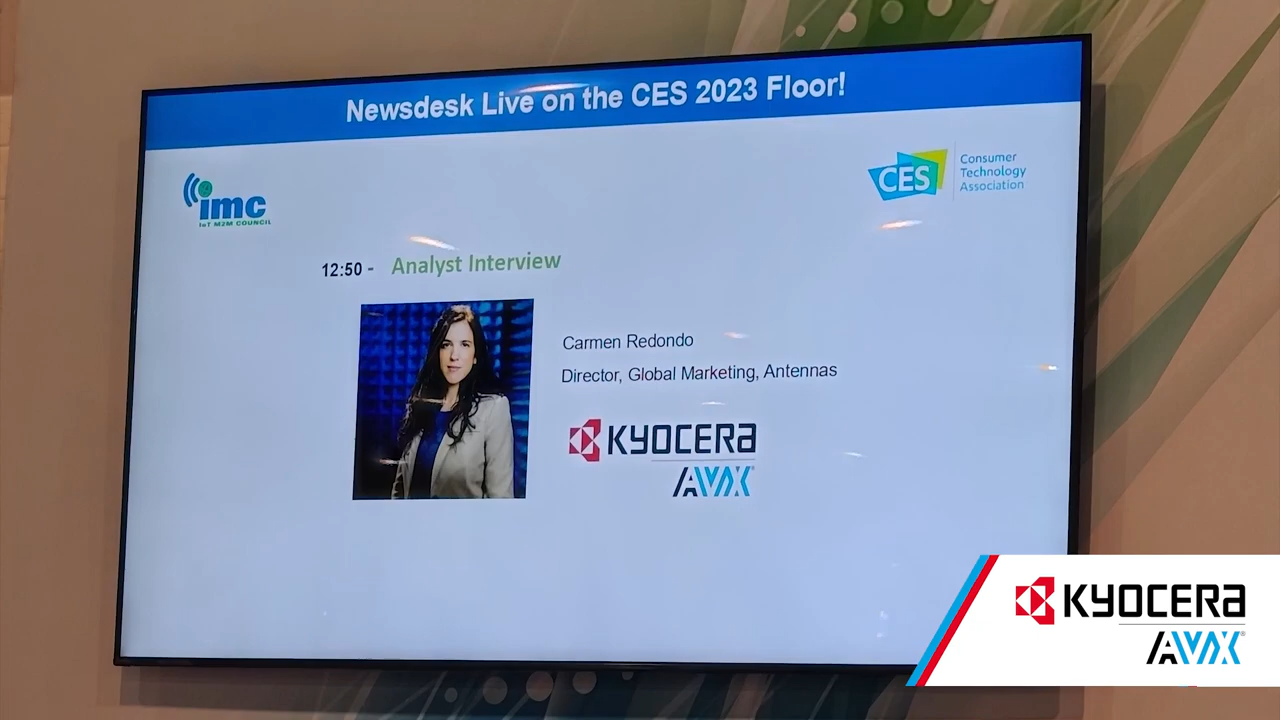 Newsdesk Live on the CES 2023 Floor!
imc
IoT M2M COUNCIL
CES
Consumer
Technology
Association
12:50 - Analyst Interview
Carmen Redondo
Director, Global Marketing, Antennas
KYOCERA
AVX
KYOCERA
AVX